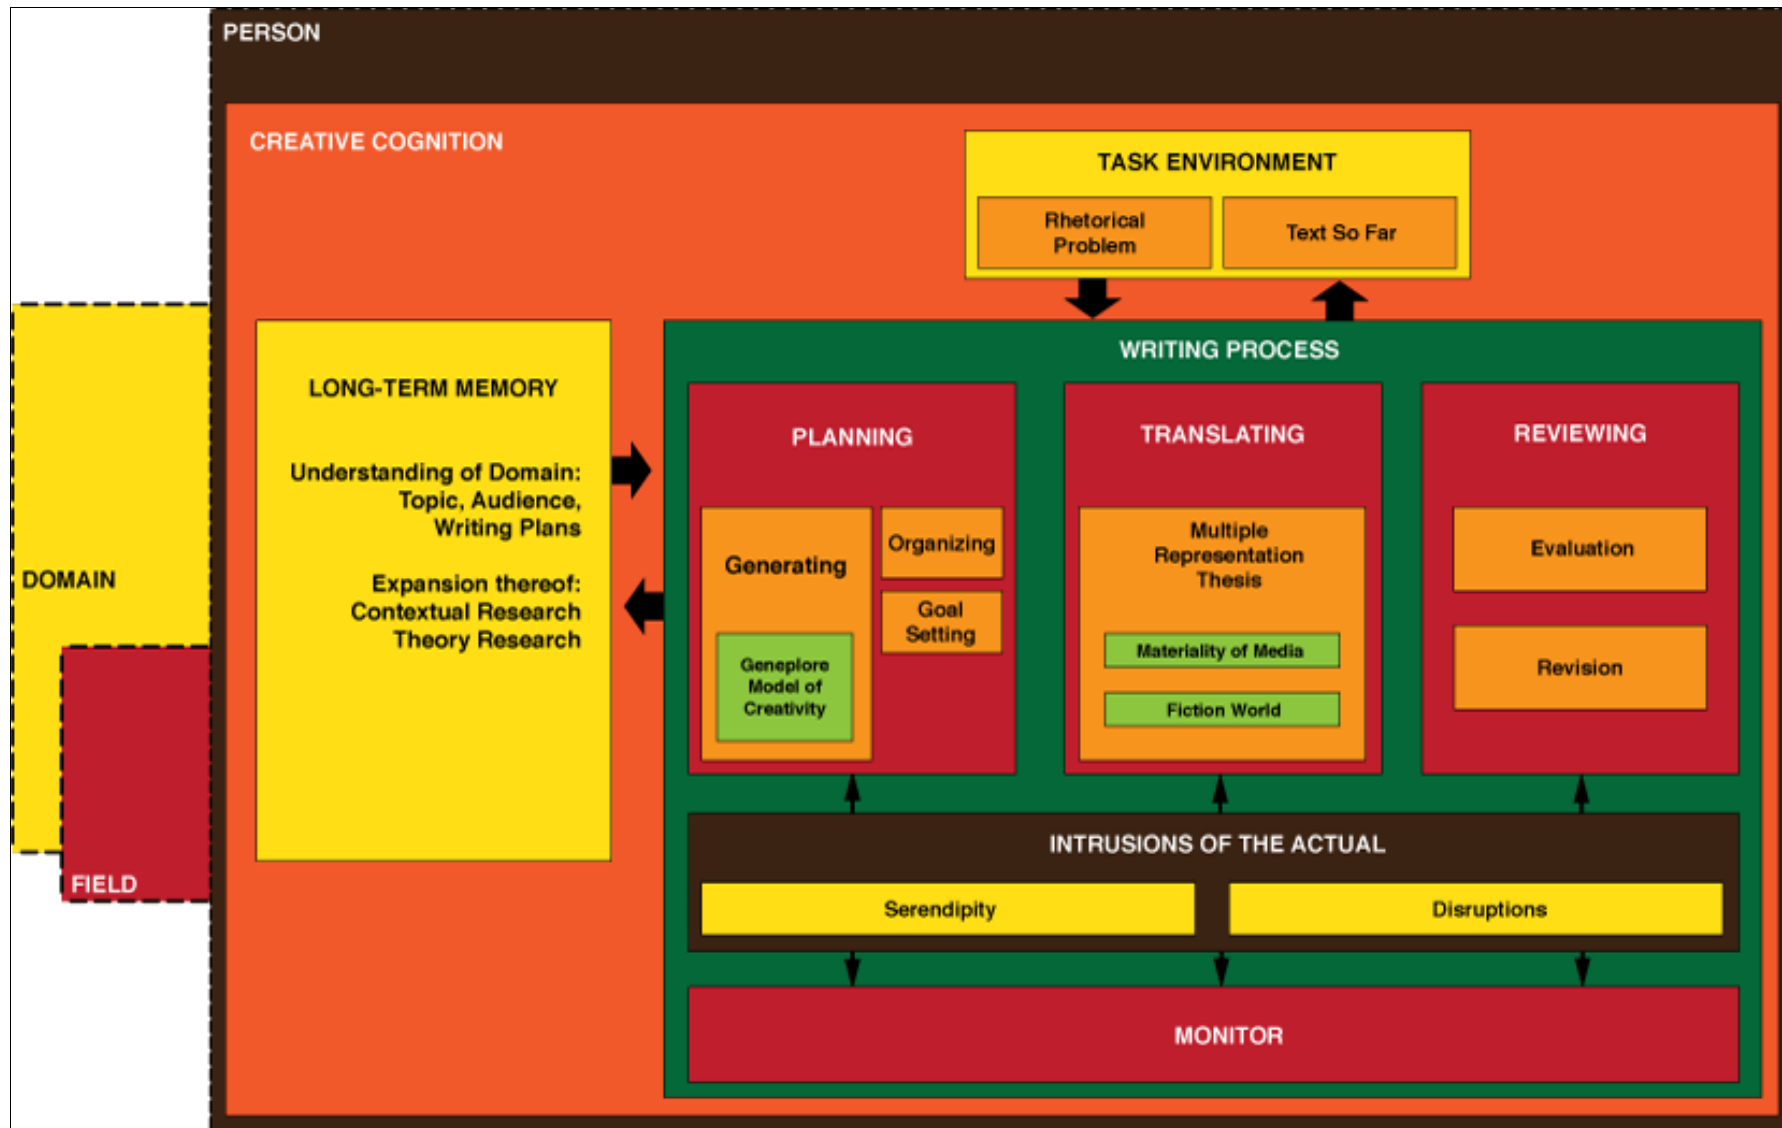 PERSON
CREATIVE COGNITION
TASK ENVIRONMENT
Rhetorical
Problem
Text So Far
LONG-TERM MEMORY
Understanding of Domain:
Topic, Audience,
Writing Plans
Expansion thereof:
Contextual Research
Theory Research
DOMAIN
FIELD
WRITING PROCESS
PLANNING
Generating
Geneplore
Model of
Creativity
Organizing
Goal
Setting
TRANSLATING
Multiple
Representation
Thesis
Materiality of Media
Fiction World
REVIEWING
Evaluation
Revision
INTRUSIONS OF THE ACTUAL
Serendipity
Disruptions
MONITOR